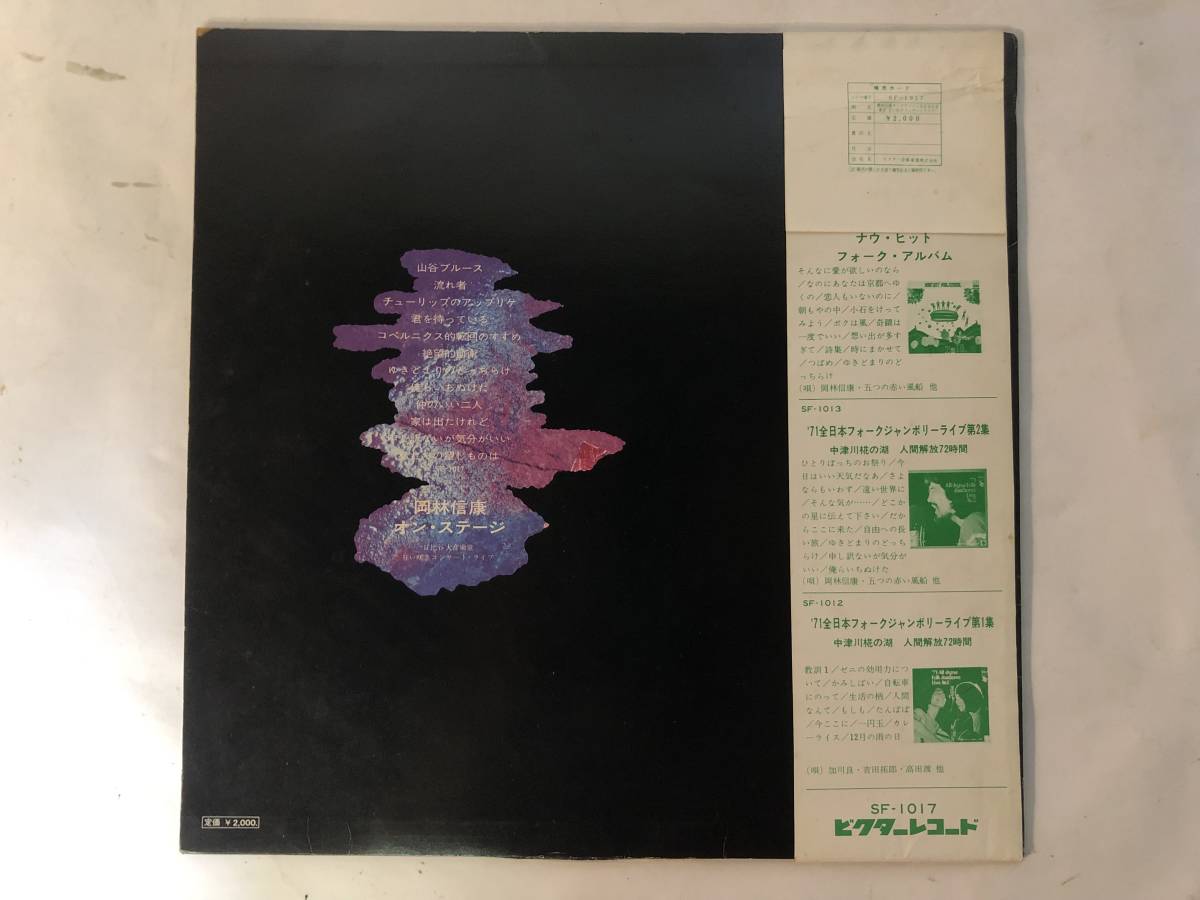 山谷ブルース
流れ者
チューリップのアップリケ
君を待っている
コペルニクス的転回のすすめ
絶望的前衛
ゆきどまりのどっちらけ
俺らいちぬけた
仲のいい二人
家は出たけれど
岡林信康
オン・ステージ
定価 ¥2,000.
補充カード
SF-1017
¥2,000
ナウ・ヒット
フォーク・アルバム
そんなに愛が欲しいのなら
/なのにあなたは京都へゆ
くの/恋人もいないのに/
朝もやの中/小石をけって
みよう/ボクは風/奇蹟は
一度でいい/想い出が多す
ぎて/詩集/時にまかせて
/つばめ/ゆきどまりのど
っちらけ
(唄)岡林信康・五つの赤い風船 他
SF-1013
'71全日本フォークジャンボリーライブ第2集
中津川椛の湖 人間解放72時間
ひとりぼっちのお祭り/今
日はいい天気だなあ/さよ
ならもいわず/遠い世界に
/そんな気が……/どこか
の星に伝えて下さい/だか
らここに来た/自由への長
い旅/ゆきどまりのどっち
らけ/申し訳ないが気分が
いい/俺らいちぬけた
(唄)岡林信康・五つの赤い風船 他
SF-1012
'71全日本フォークジャンボリーライブ第1集
中津川椛の湖 人間解放72時間
教訓1/ゼニの効用力につ
いて/かみしばい/自転車
にのって/生活の柄/人間
なんて/もしも/たんぽぽ
/今ここに/一円玉/カレ
ーライス/12月の雨の日
(唄)加川良・吉田拓郎・高田渡 他
SF-1017
ビクターレコード